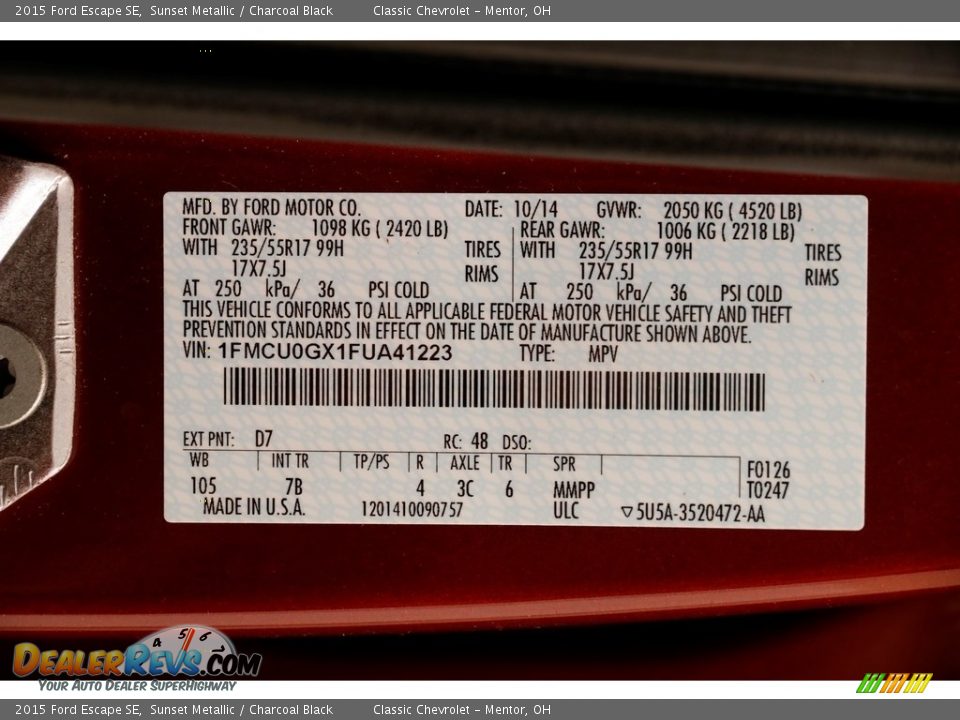 2015 Ford Escape SE, Sunset Metallic / Charcoal Black Classic Chevrolet - Mentor, OH
...
MFD. BY FORD MOTOR CO. DATE: 10/14 GVWR: 2050 KG ( 4520 LB)
FRONT GAWR: 1098 KG ( 2420 LB) REAR GAWR: 1006 KG ( 2218 LB)
WITH 235/55R17 99H TIRES WITH 235/55R17 99H TIRES
17X7.5J RIMS 17X7.5J RIMS
AT 250 kPa/ 36 PSI COLD AT 250 kPa/ 36 PSI COLD
THIS VEHICLE CONFORMS TO ALL APPLICABLE FEDERAL MOTOR VEHICLE SAFETY AND THEFT
PREVENTION STANDARDS IN EFFECT ON THE DATE OF MANUFACTURE SHOWN ABOVE.
VIN: 1FMCU0GX1FUA41223 TYPE: MPV
EXT PNT: D7 RC: 48 DSO:
WB INT TR TP/PS R AXLE TR SPR F0126
105 7B 4 3C 6 MMPP T0247
MADE IN U.S.A. 1201410090757 ULC ▽5U5A-3520472-AA
4 5 6
DEALERREVS.COM
YOUR AUTO DEALER SUPERHIGHWAY
2015 Ford Escape SE, Sunset Metallic / Charcoal Black Classic Chevrolet - Mentor, OH